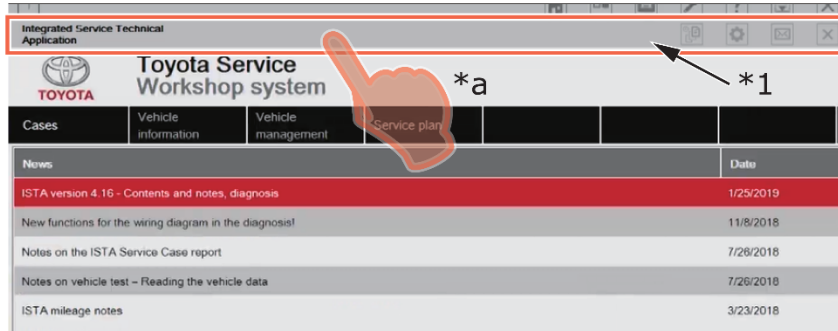 Integrated Service Technical
Application
TOYOTA
Toyota Service
Workshop system
*a
*1
Cases
Vehicle
information
Vehicle
management
Service plan
News
Date
ISTA version 4.16 - Contents and notes, diagnosis
1/25/2019
New functions for the wiring diagram in the diagnosis!
11/8/2018
Notes on the ISTA Service Case report
7/26/2018
Notes on vehicle test – Reading the vehicle data
7/26/2018
ISTA mileage notes
3/23/2018